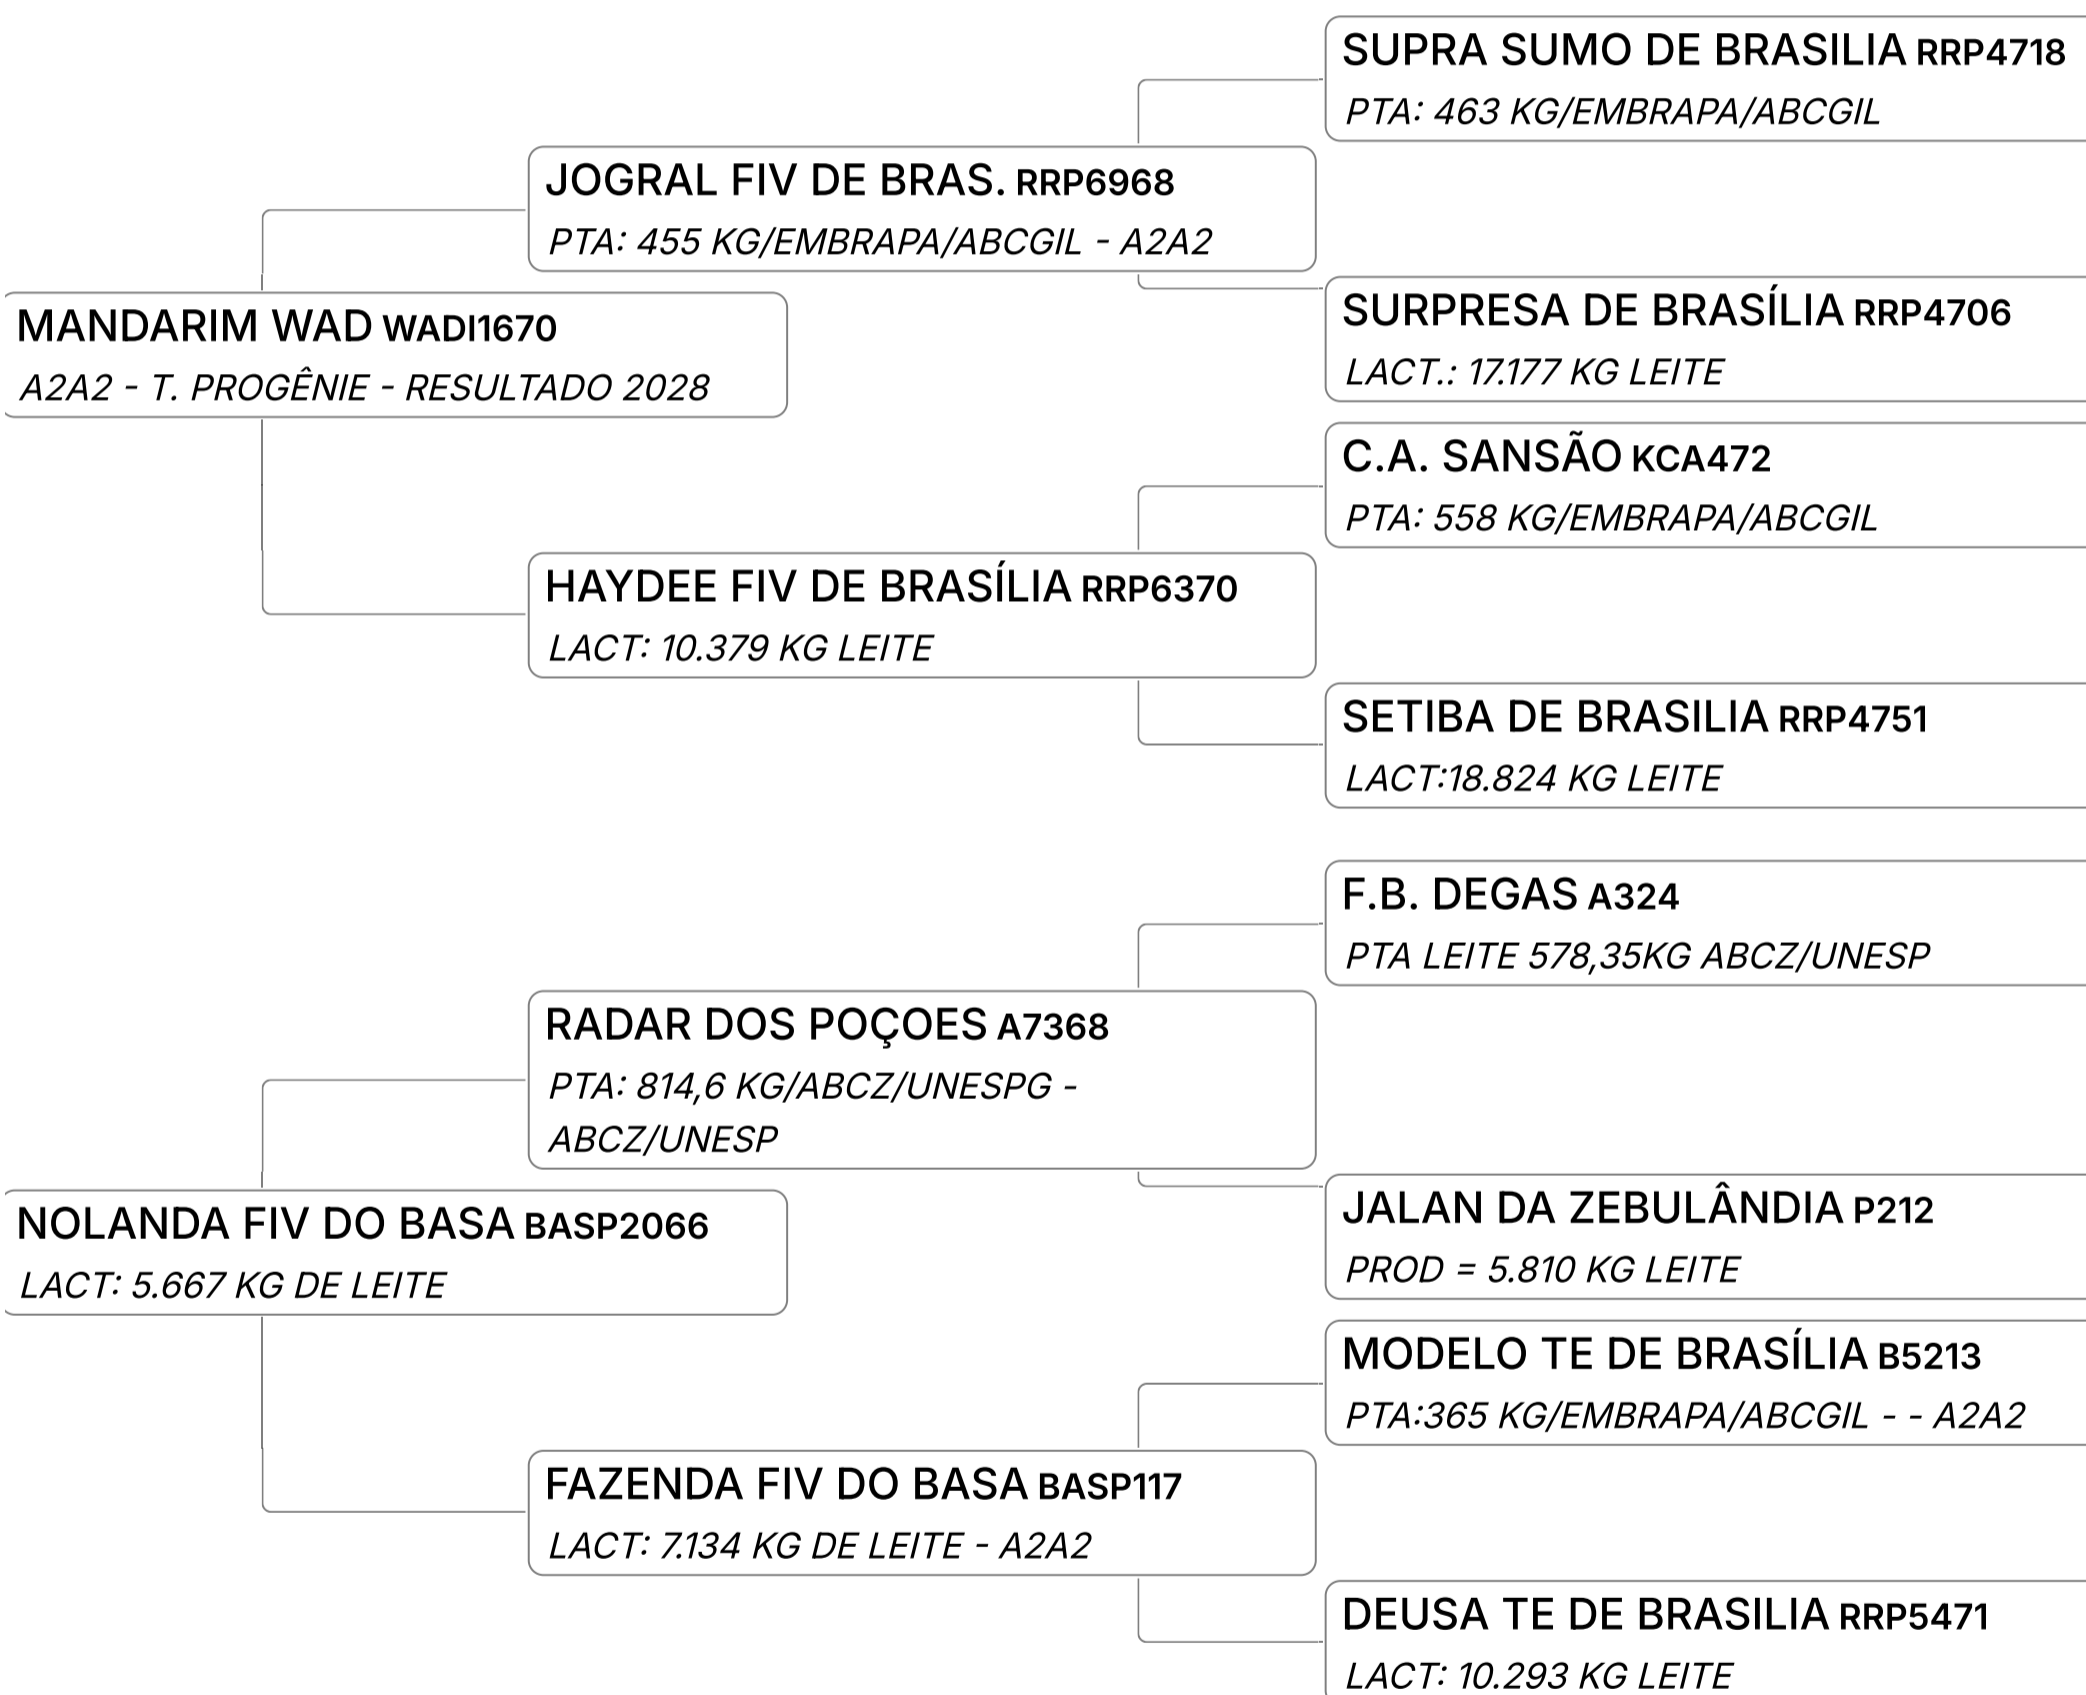 SUPRA SUMO DE BRASILIA RRP4718
PTA: 463 KG/EMBRAPA/ABCGIL
JOGRAL FIV DE BRAS. RRP6968
PTA: 455 KG/EMBRAPA/ABCGIL - A2A2
SURPRESA DE BRASÍLIA RRP4706
LACT.: 17.177 KG LEITE
MANDARIM WAD WADI1670
A2A2 - T. PROGÊNIE - RESULTADO 2028
C.A. SANSÃO KCA472
PTA: 558 KG/EMBRAPA/ABCGIL
HAYDEE FIV DE BRASÍLIA RRP6370
LACT: 10.379 KG LEITE
SETIBA DE BRASILIA RRP4751
LACT:18.824 KG LEITE
F.B. DEGAS A324
PTA LEITE 578,35KG ABCZ/UNESP
RADAR DOS POÇOES A7368
PTA: 814,6 KG/ABCZ/UNESPG -
ABCZ/UNESP
JALAN DA ZEBULÂNDIA P212
PROD = 5.810 KG LEITE
NOLANDA FIV DO BASA BASP2066
LACT: 5.667 KG DE LEITE
MODELO TE DE BRASÍLIA B5213
PTA:365 KG/EMBRAPA/ABCGIL - - A2A2
FAZENDA FIV DO BASA BASP117
LACT: 7.134 KG DE LEITE - A2A2
DEUSA TE DE BRASILIA RRP5471
LACT: 10.293 KG LEITE